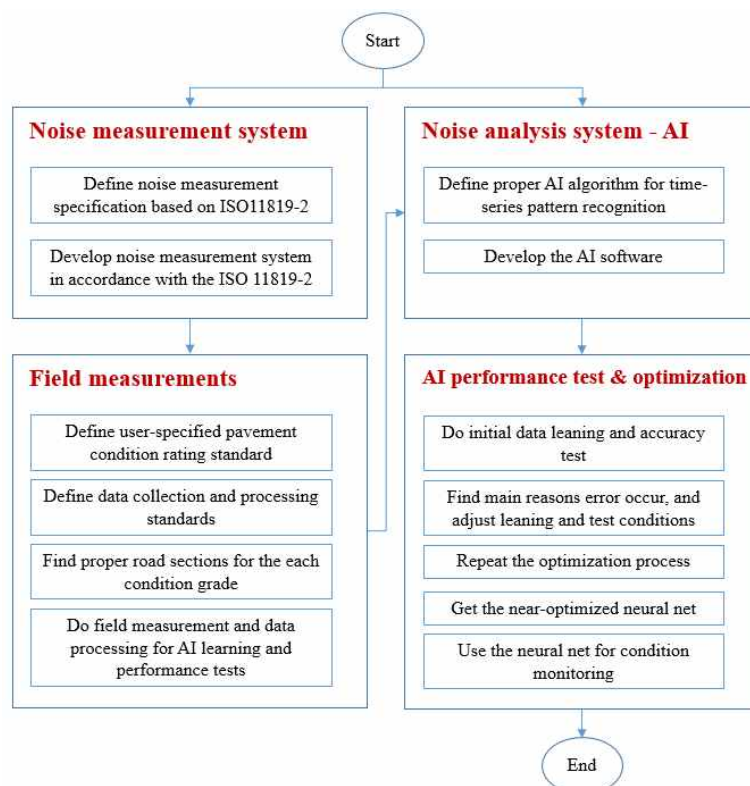 Start
Noise measurement system
Define noise measurement
specification based on ISO11819-2
Develop noise measurement system
in accordance with the ISO 11819-2
Field measurements
Define user-specified pavement
condition rating standard
Define data collection and processing
standards
Find proper road sections for the each
condition grade
Do field measurement and data
processing for AI learning and
performance tests
Noise analysis system - AI
Define proper AI algorithm for time-
series pattern recognition
Develop the AI software
AI performance test & optimization
Do initial data leaning and accuracy
test
Find main reasons error occur, and
adjust leaning and test conditions
Repeat the optimization process
Get the near-optimized neural net
Use the neural net for condition
monitoring
End